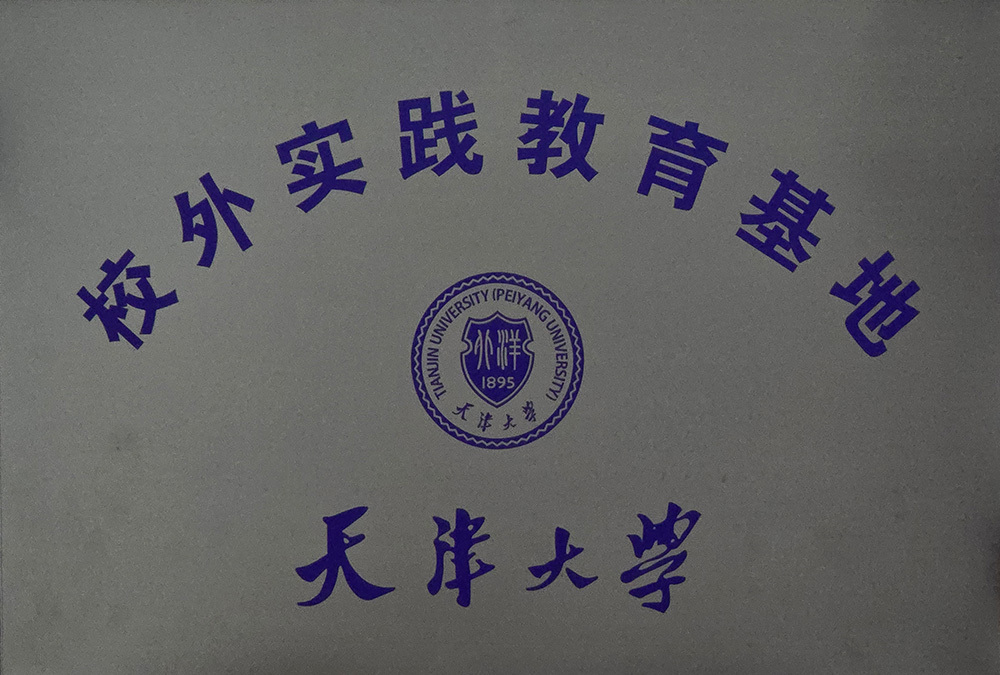 校外实践教育基地
TIANJIN UNIVERSITY (PEIYANG UNIVERSITY)
北洋
1895
天津大学
天津大学